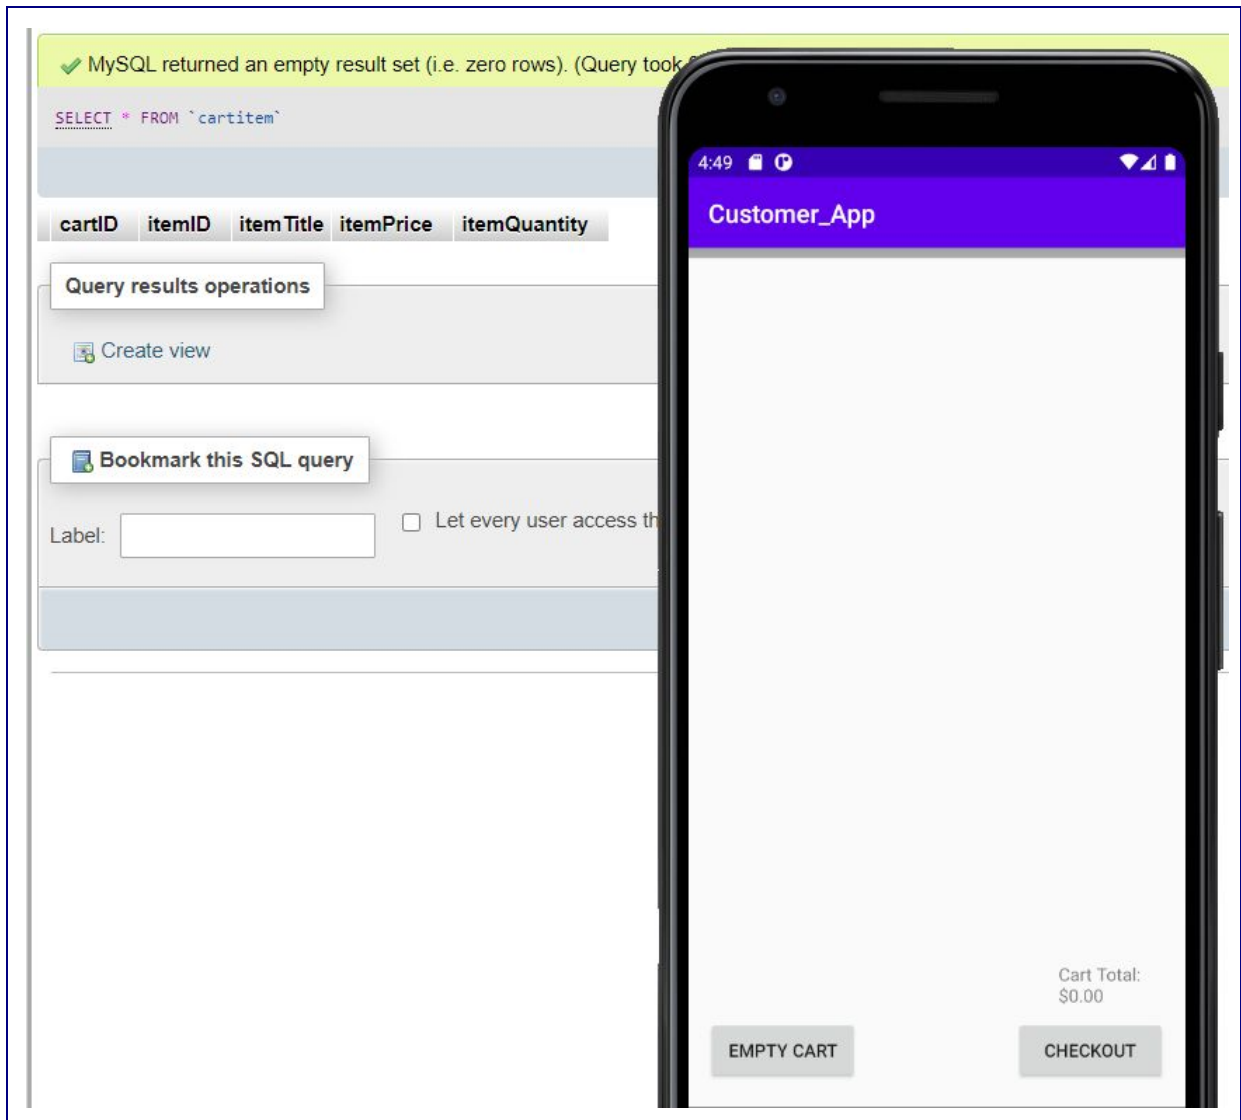 MySQL returned an empty result set (i.e. zero rows). (Query took
SELECT * FROM `cartitem`
cartID itemID itemTitle itemPrice itemQuantity
Query results operations
Create view
Bookmark this SQL query
Label:
Let every user access
4:49
Customer_App
Cart Total:
$0.00
EMPTY CART
CHECKOUT